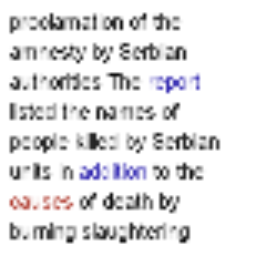 proclamation of the
amnesty by Serbian
authorities The report
listed the names of
people killed by Serbian
units in addition to the
causes of death by
burning slaughtering